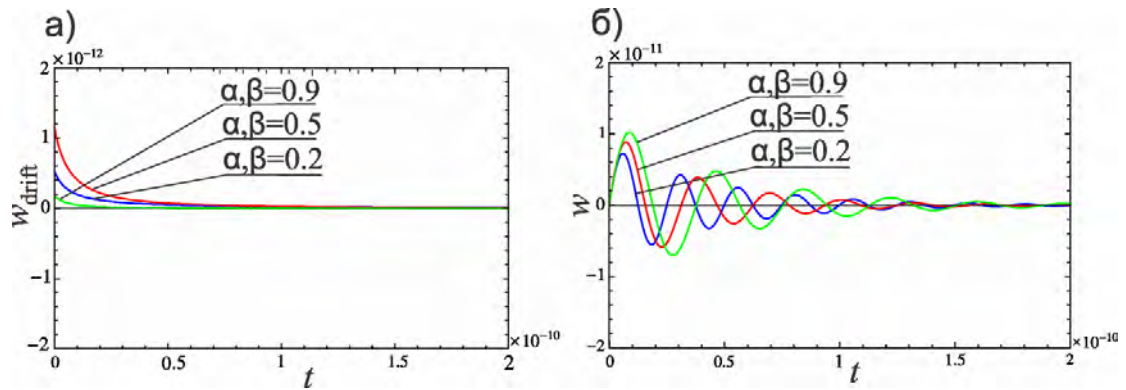 а)
2 ×10⁻¹²
1
0
−1
−2
w drift
α,β=0.9
α,β=0.5
α,β=0.2
0 0.5 1 1.5 2
×10⁻¹⁰
t
б)
2 ×10⁻¹¹
1
0
−1
−2
w
α,β=0.9
α,β=0.5
α,β=0.2
0 0.5 1 1.5 2
×10⁻¹⁰
t